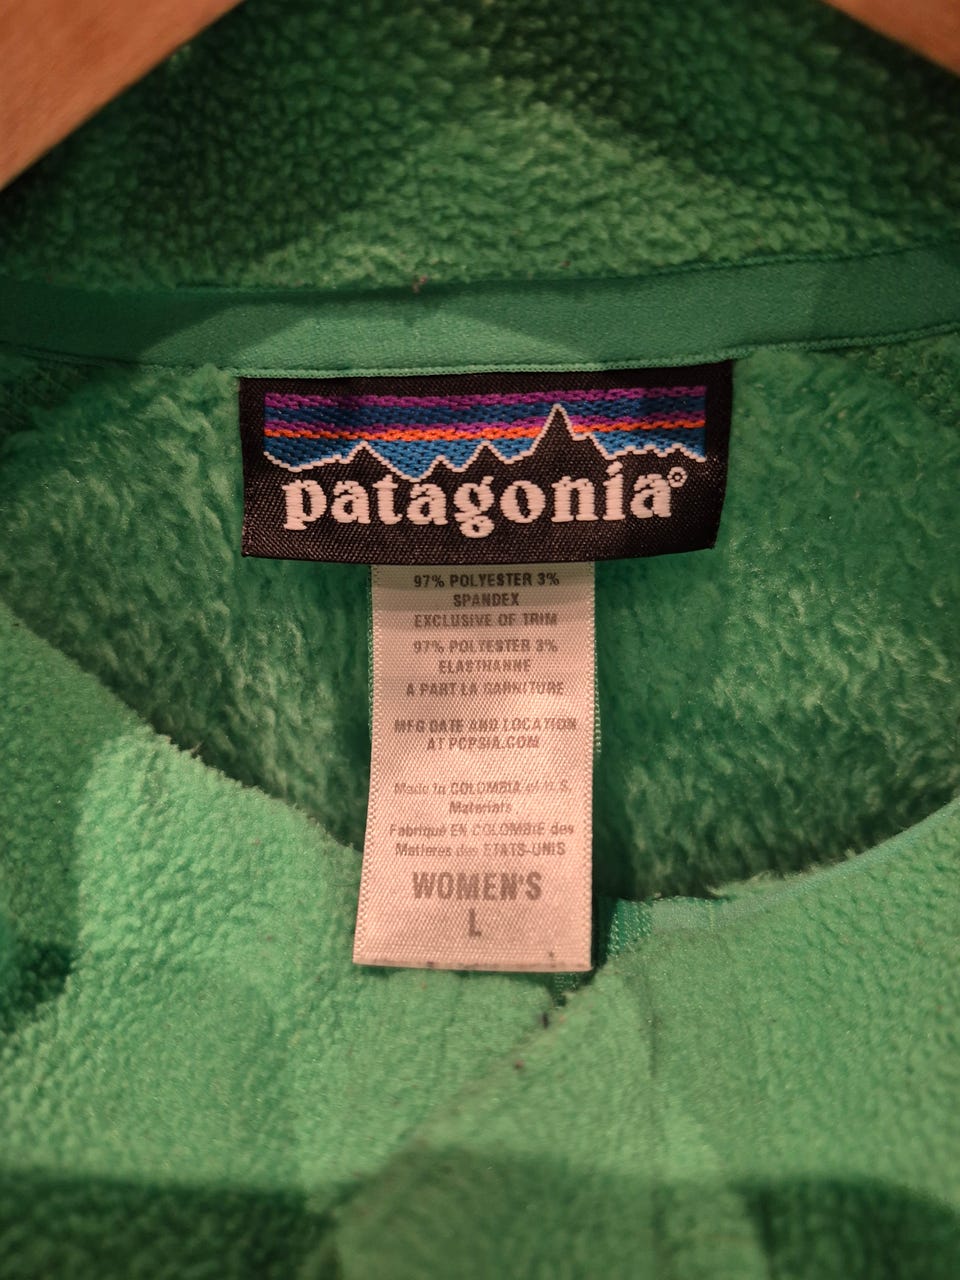 patagonia®
97% POLYESTER 3%
SPANDEX
EXCLUSIVE OF TRIM
97% POLYESTER 3%
ELASTHANNE
A PART LA GARNITURE
MFG DATE AND LOCATION
AT PCPSIA.COM
Made in COLOMBIA of U.S.
Materials
Fabriqué EN COLOMBIE des
Matieres des ETATS-UNIS
WOMEN'S
L